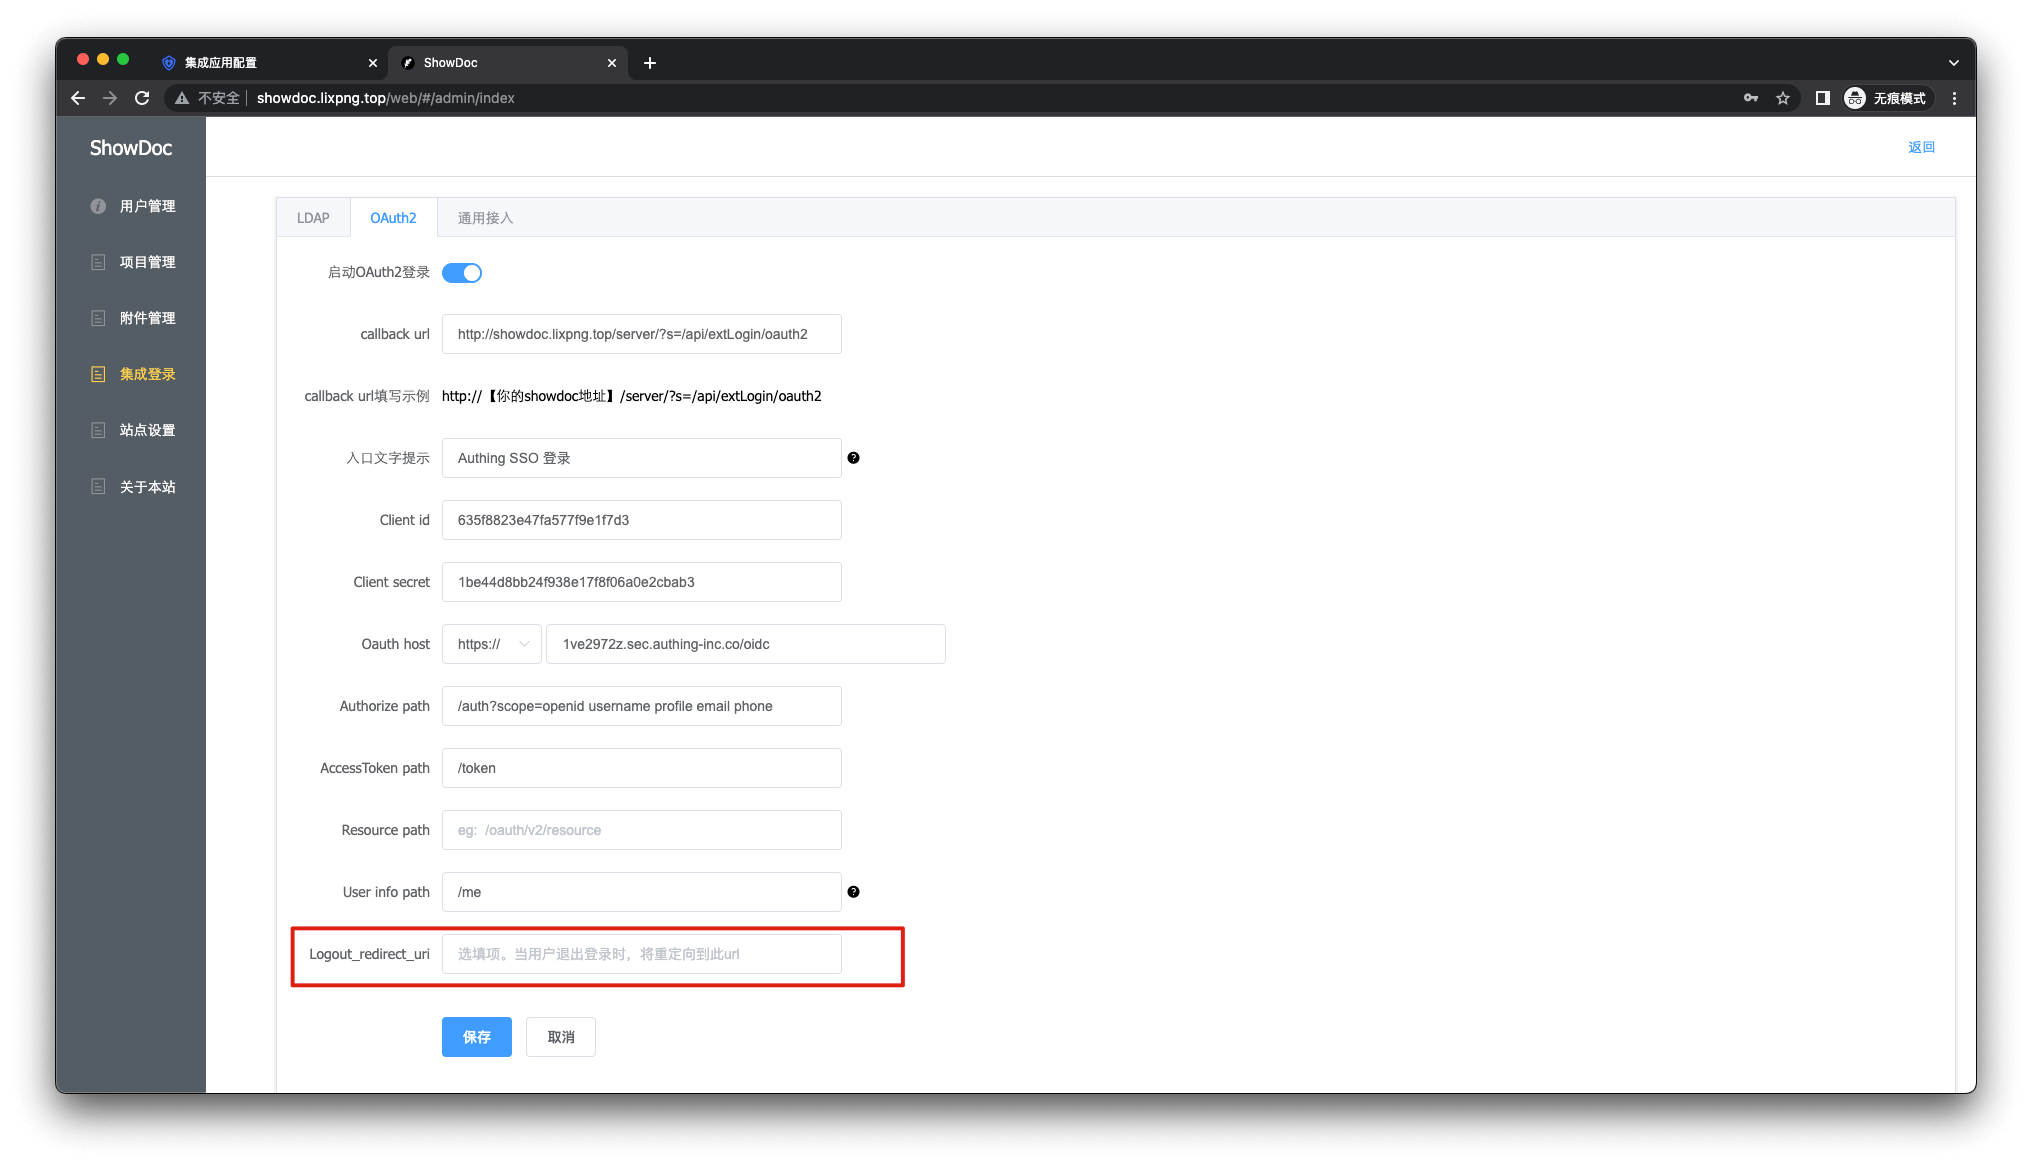 集成应用配置
ShowDoc
不安全 showdoc.lixpng.top/web/#/admin/index
无痕模式
ShowDoc
返回
用户管理
项目管理
附件管理
集成登录
站点设置
关于本站
LDAP OAuth2 通用接入
启动OAuth2登录
callback url http://showdoc.lixpng.top/server/?s=/api/extLogin/oauth2
callback url填写示例 http://【你的showdoc地址】/server/?s=/api/extLogin/oauth2
入口文字提示 Authing SSO 登录
Client id 635f8823e47fa577f9e1f7d3
Client secret 1be44d8bb24f938e17f8f06a0e2cbab3
Oauth host https:// 1ve2972z.sec.authing-inc.co/oidc
Authorize path /auth?scope=openid username profile email phone
AccessToken path /token
Resource path eg: /oauth/v2/resource
User info path /me
Logout_redirect_uri 选填项。当用户退出登录时，将重定向到此url
保存 取消